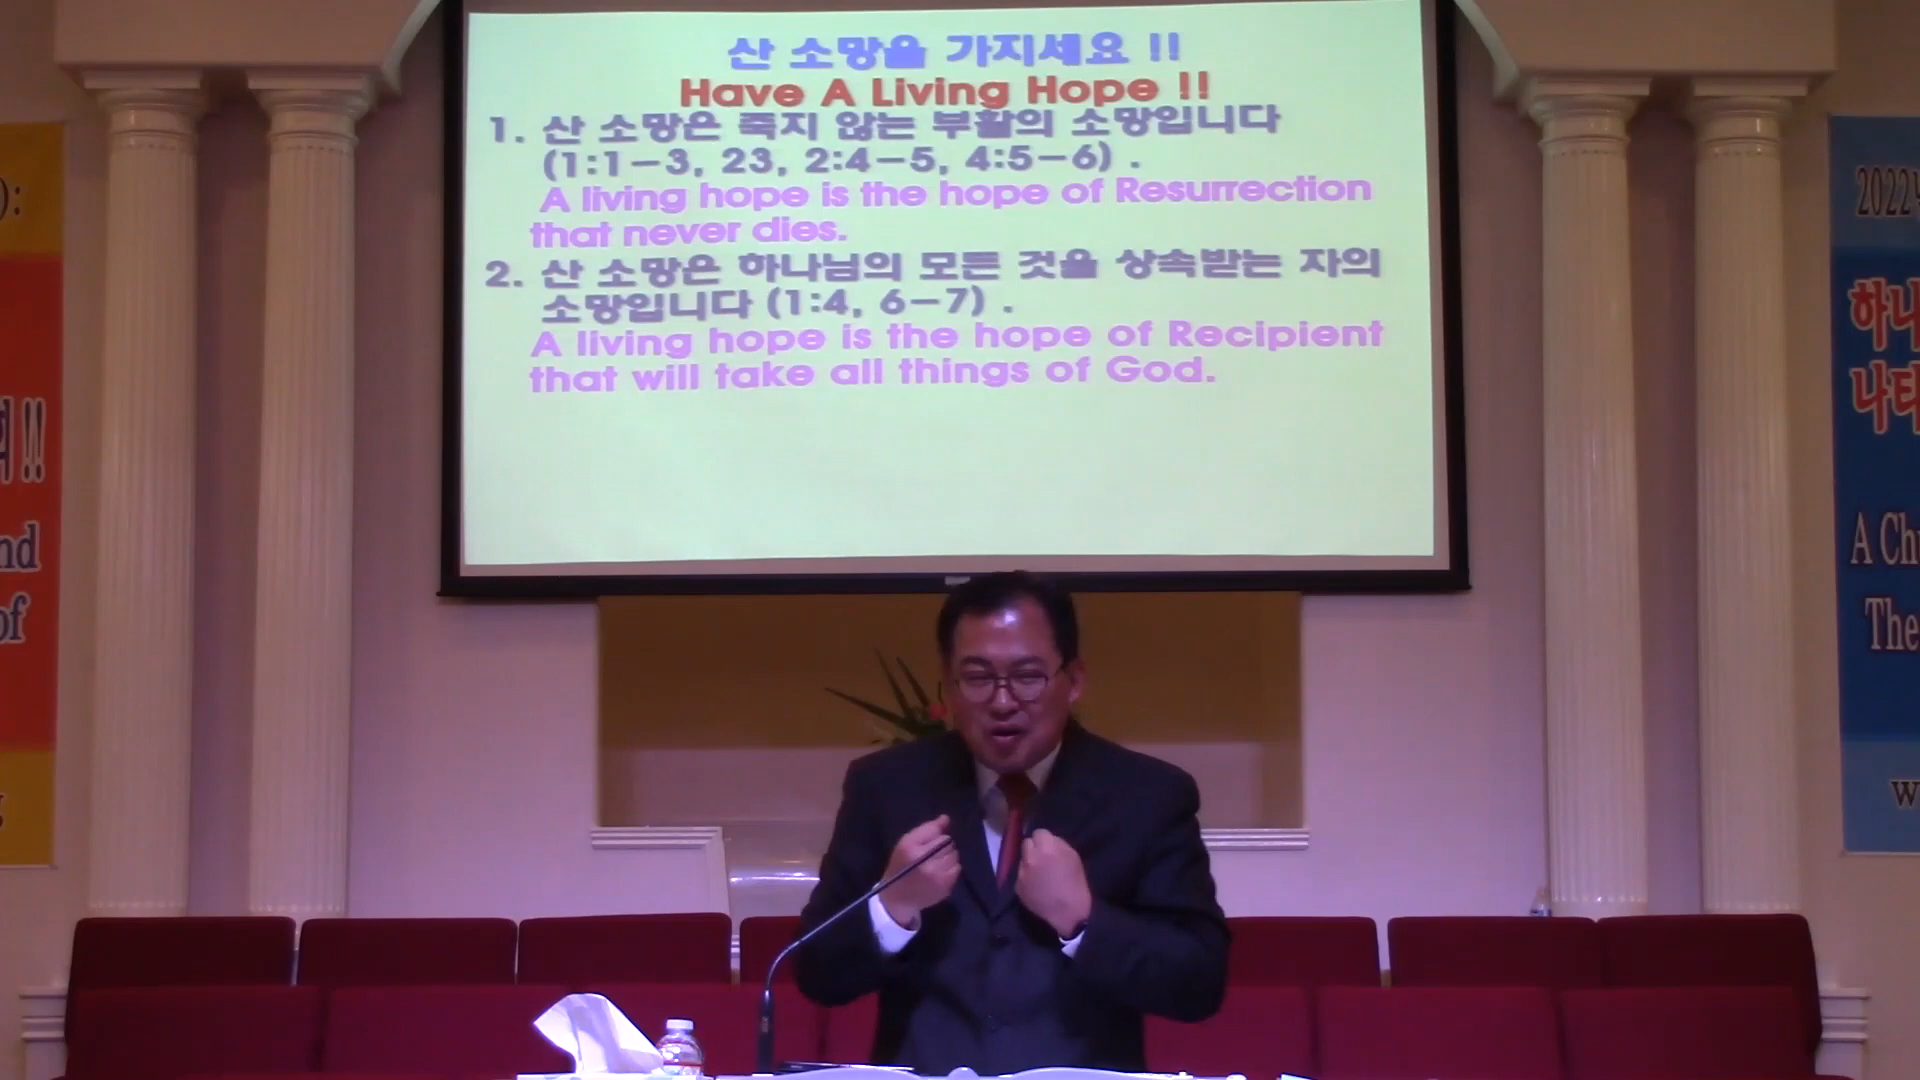 산 소망을 가지세요 !!
Have A Living Hope !!
1. 산 소망은 죽지 않는 부활의 소망입니다
(1:1-3, 23, 2:4-5, 4:5-6) .
A living hope is the hope of Resurrection
that never dies.
2. 산 소망은 하나님의 모든 것을 상속받는 자의
소망입니다 (1:4, 6-7) .
A living hope is the hope of Recipient
that will take all things of God.
):
!!
nd
of
2022
하나
나타
A Ch
The
w